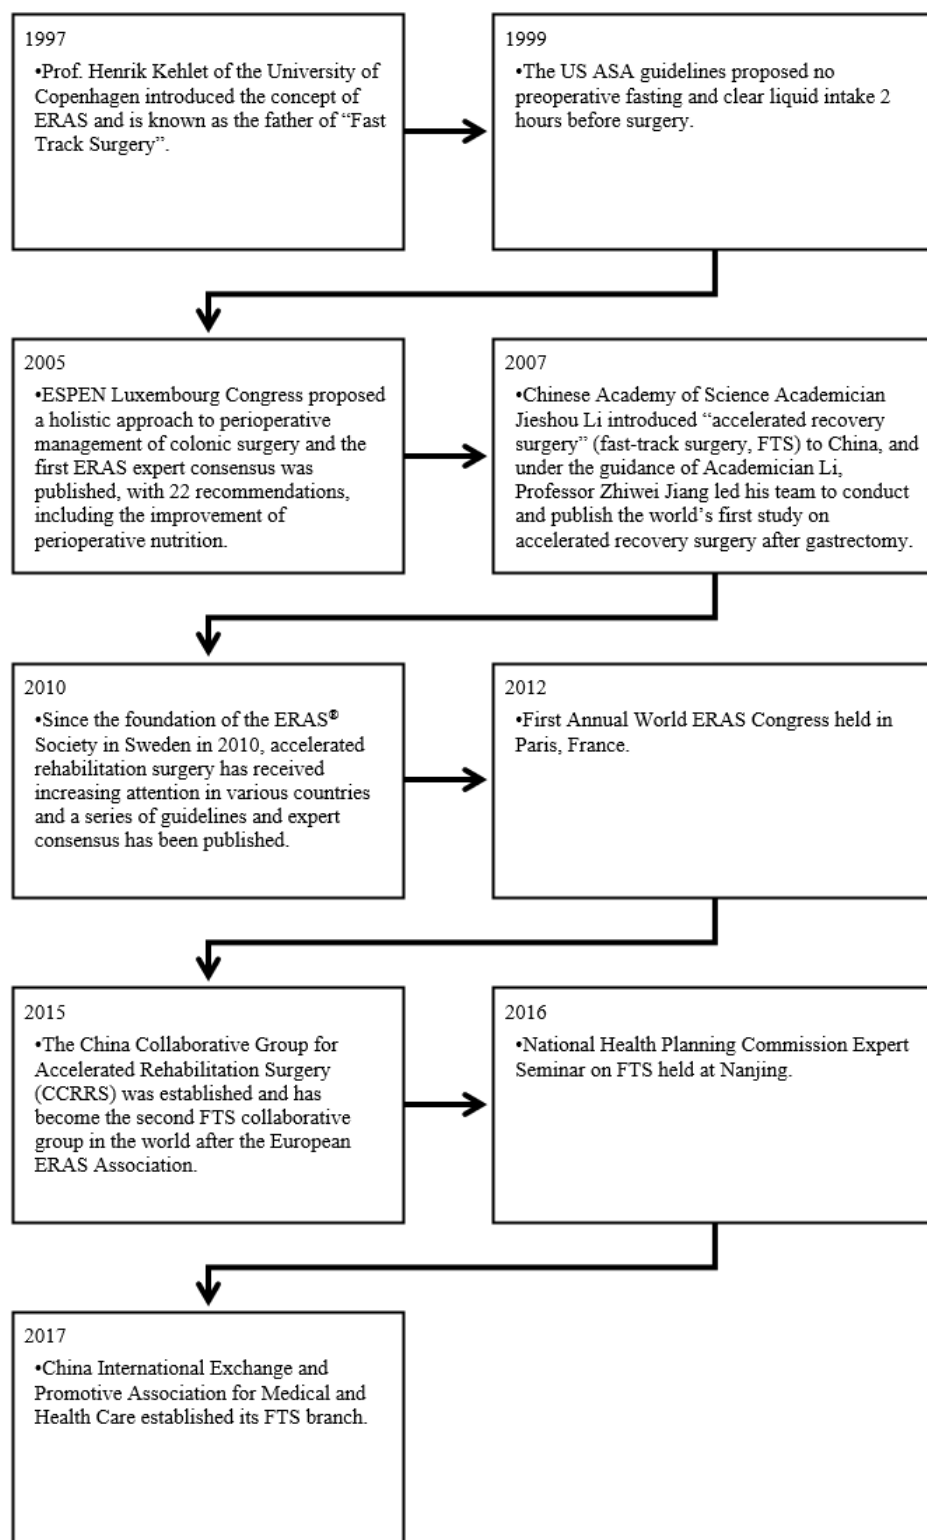 1997
•Prof. Henrik Kehlet of the University of
Copenhagen introduced the concept of
ERAS and is known as the father of “Fast
Track Surgery”.
1999
•The US ASA guidelines proposed no
preoperative fasting and clear liquid intake 2
hours before surgery.
2005
•ESPEN Luxembourg Congress proposed
a holistic approach to perioperative
management of colonic surgery and the
first ERAS expert consensus was
published, with 22 recommendations,
including the improvement of
perioperative nutrition.
2007
•Chinese Academy of Science Academician
Jieshou Li introduced “accelerated recovery
surgery” (fast-track surgery, FTS) to China, and
under the guidance of Academician Li,
Professor Zhiwei Jiang led his team to conduct
and publish the world’s first study on
accelerated recovery surgery after gastrectomy.
2010
•Since the foundation of the ERAS®
Society in Sweden in 2010, accelerated
rehabilitation surgery has received
increasing attention in various countries
and a series of guidelines and expert
consensus has been published.
2012
•First Annual World ERAS Congress held in
Paris, France.
2015
•The China Collaborative Group for
Accelerated Rehabilitation Surgery
(CCRRS) was established and has
become the second FTS collaborative
group in the world after the European
ERAS Association.
2016
•National Health Planning Commission Expert
Seminar on FTS held at Nanjing.
2017
•China International Exchange and
Promotive Association for Medical and
Health Care established its FTS branch.